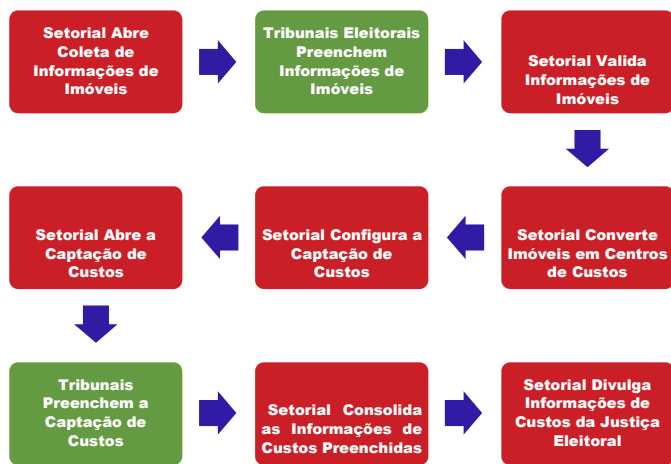 Setorial Abre
Coleta de
Informações de
Imóveis
Tribunais Eleitorais
Preenchem
Informações de
Imóveis
Setorial Valida
Informações de
Imóveis
Setorial Converte
Imóveis em Centros
de Custos
Setorial Configura a
Captação de
Custos
Setorial Abre a
Captação de
Custos
Tribunais
Preenchem a
Captação de
Custos
Setorial Consolida
as Informações de
Custos Preenchidas
Setorial Divulga
Informações de
Custos da Justiça
Eleitoral